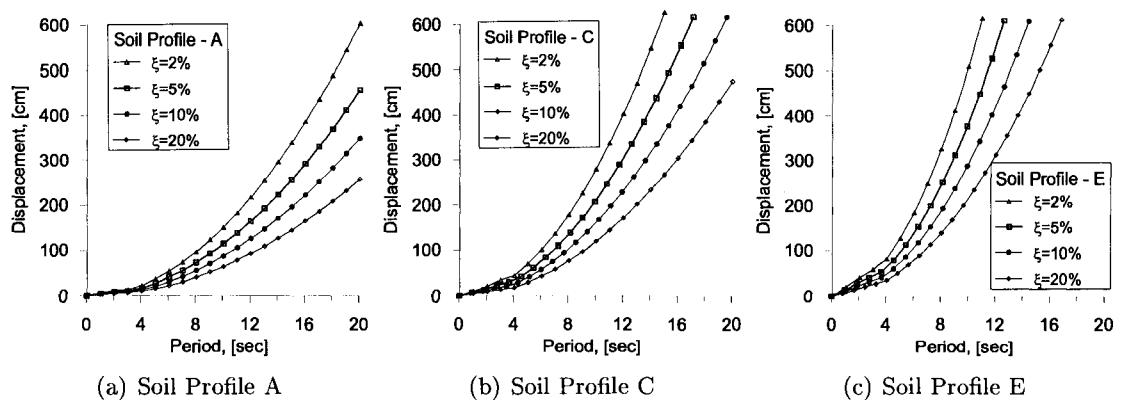 600
500
400
300
200
100
0
Displacement, [cm]
Soil Profile - A
ξ=2%
ξ=5%
ξ=10%
ξ=20%
0 4 8 12 16 20
Period, [sec]
(a) Soil Profile A
600
500
400
300
200
100
0
Displacement, [cm]
Soil Profile - C
ξ=2%
ξ=5%
ξ=10%
ξ=20%
0 4 8 12 16 20
Period, [sec]
(b) Soil Profile C
600
500
400
300
200
100
0
Displacement, [cm]
Soil Profile - E
ξ=2%
ξ=5%
ξ=10%
ξ=20%
0 4 8 12 16 20
Period, [sec]
(c) Soil Profile E